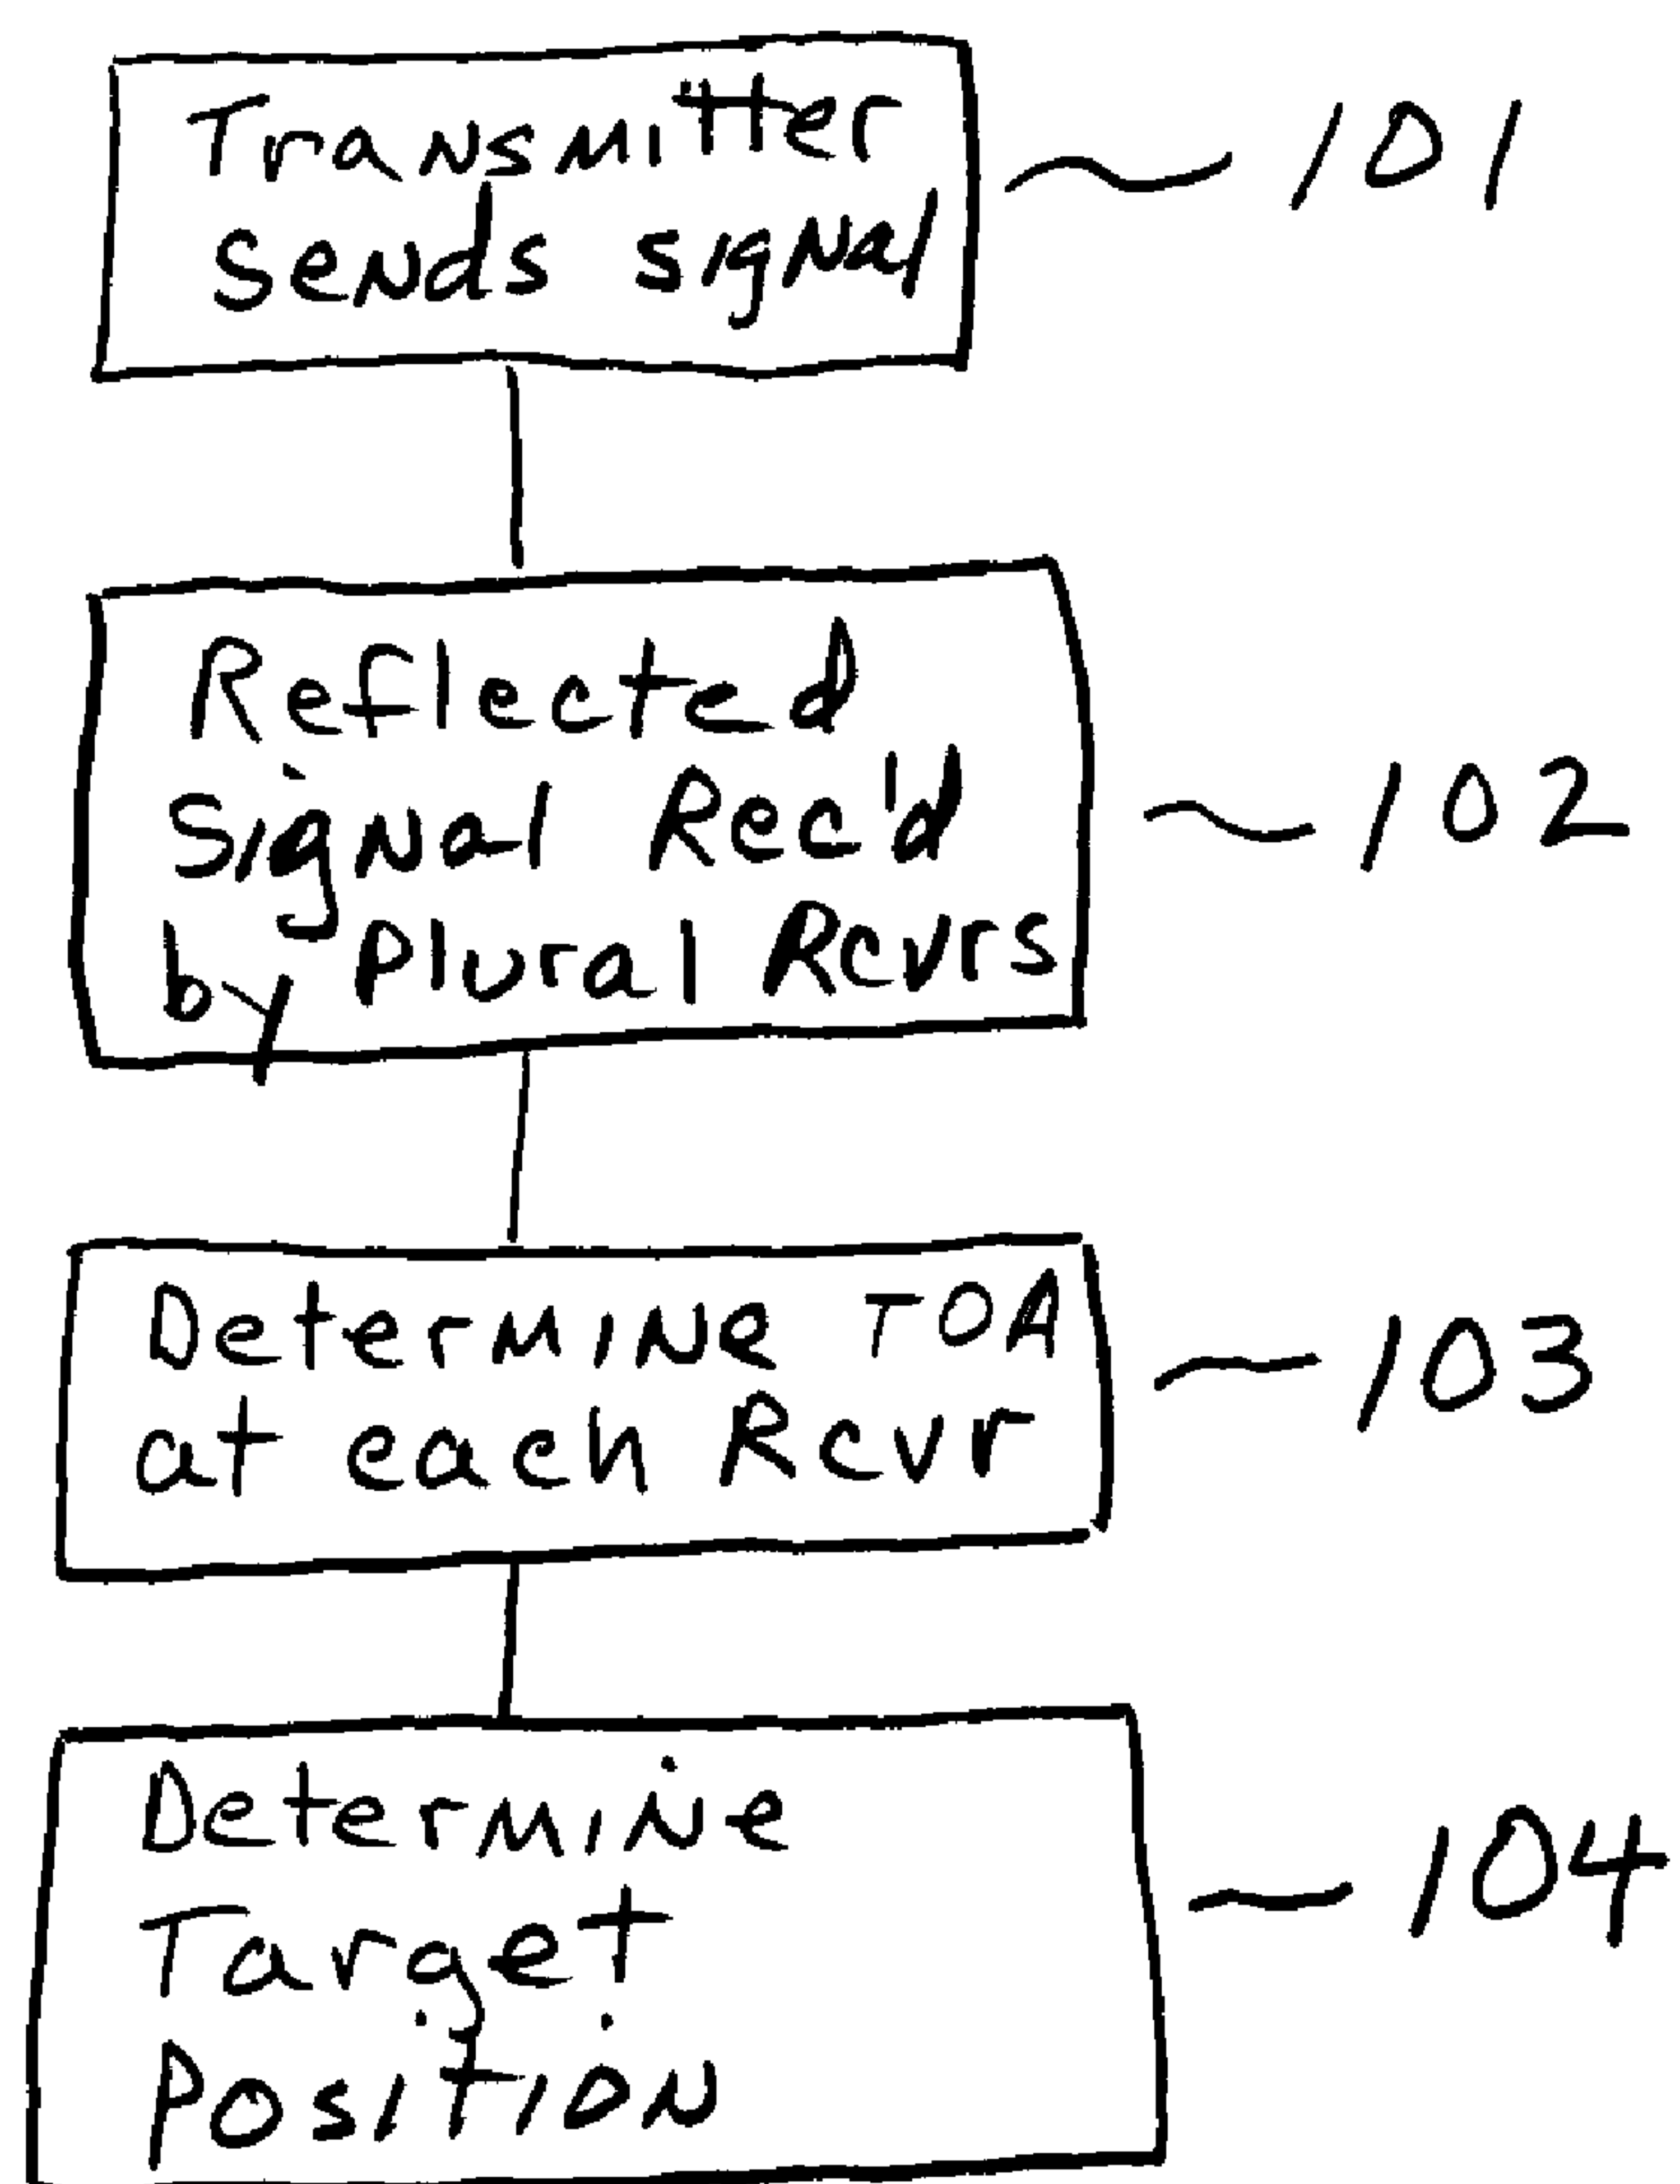 Transmitter
Sends signal
101
Reflected
Signal Rec'd
by Plural Rcvrs
102
Determine TOA
at each Rcvr
103
Determine
Target
Position
104